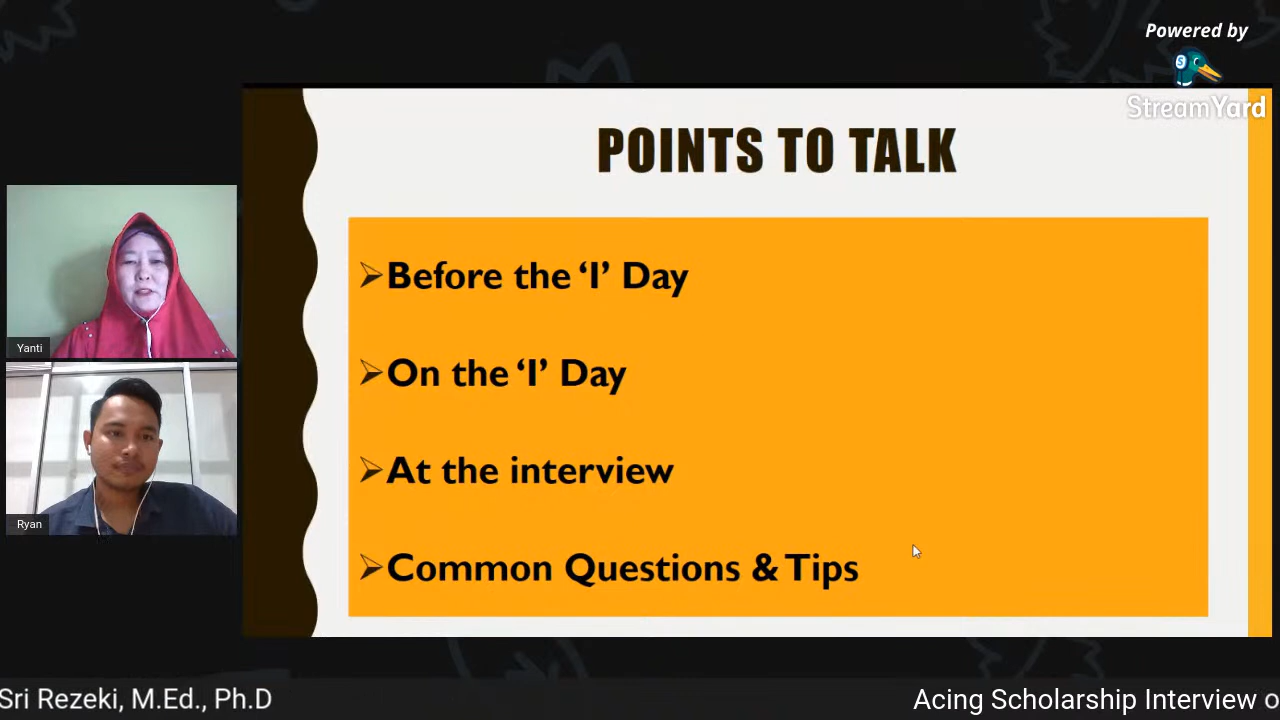 Powered by
StreamYard
POINTS TO TALK
➢Before the ‘I’ Day
➢On the ‘I’ Day
➢At the interview
➢Common Questions & Tips
Yanti
Ryan
Sri Rezeki, M.Ed., Ph.D
Acing Scholarship Interview o